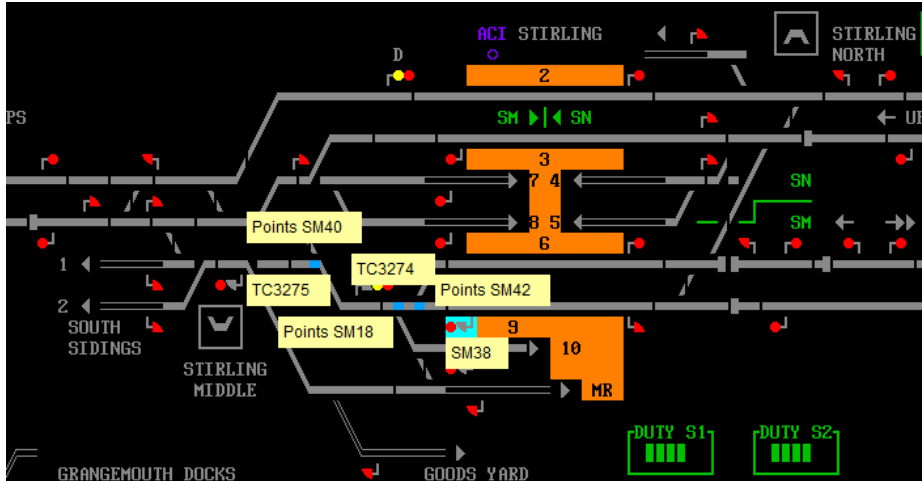 ACI STIRLING
STIRLING
NORTH
D
2
PS
SM SN
UP
3
7 4
SN
8 5
SM
Points SM40
6
1
TC3274
TC3275
Points SM42
2
SOUTH
SIDINGS
Points SM18
9
SM38
10
STIRLING
MIDDLE
MR
DUTY S1
DUTY S2
GRANGEMOUTH DOCKS
GOODS YARD